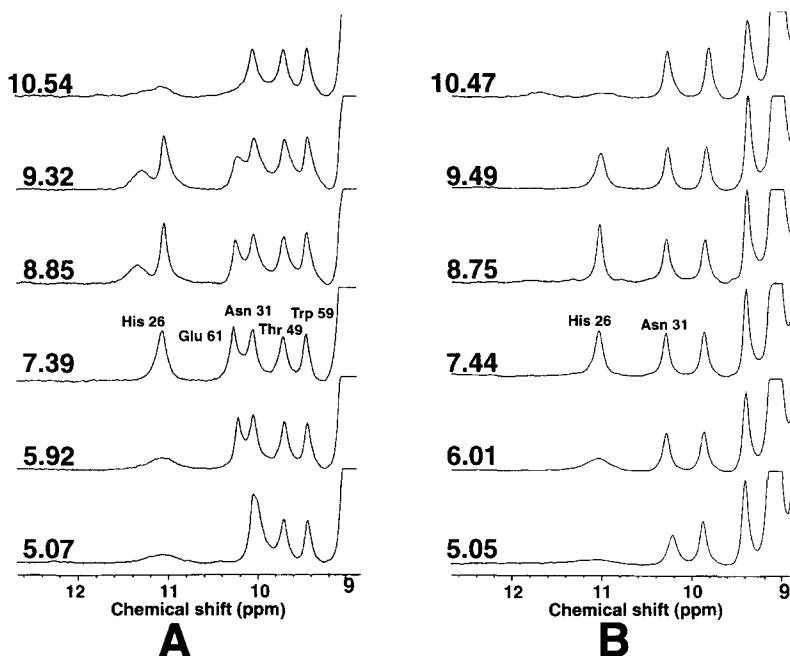 10.54
9.32
8.85
7.39
5.92
5.07
His 26
Glu 61
Asn 31
Thr 49
Trp 59
12 11 10 9
Chemical shift (ppm)
A
10.47
9.49
8.75
7.44
6.01
5.05
His 26
Asn 31
12 11 10 9
Chemical shift (ppm)
B